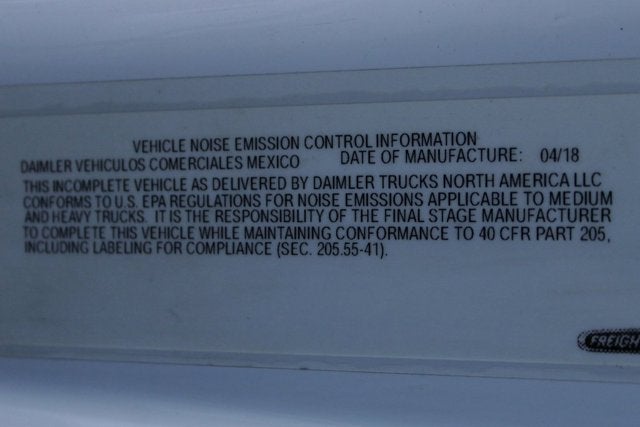 VEHICLE NOISE EMISSION CONTROL INFORMATION
DAIMLER VEHICULOS COMERCIALES MEXICO DATE OF MANUFACTURE: 04/18
THIS INCOMPLETE VEHICLE AS DELIVERED BY DAIMLER TRUCKS NORTH AMERICA LLC
CONFORMS TO U.S. EPA REGULATIONS FOR NOISE EMISSIONS APPLICABLE TO MEDIUM
AND HEAVY TRUCKS. IT IS THE RESPONSIBILITY OF THE FINAL STAGE MANUFACTURER
TO COMPLETE THIS VEHICLE WHILE MAINTAINING CONFORMANCE TO 40 CFR PART 205,
INCLUDING LABELING FOR COMPLIANCE (SEC. 205.55-41).
FREIGH